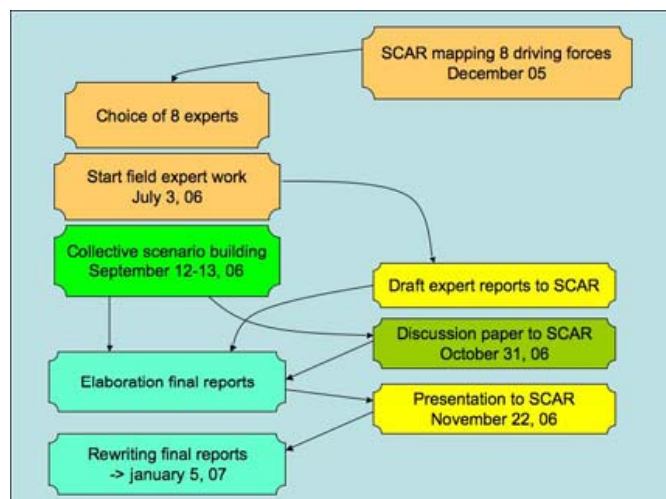 SCAR mapping 8 driving forces
December 05
Choice of 8 experts
Start field expert work
July 3, 06
Collective scenario building
September 12-13, 06
Draft expert reports to SCAR
Discussion paper to SCAR
October 31, 06
Elaboration final reports
Presentation to SCAR
November 22, 06
Rewriting final reports
-> january 5, 07